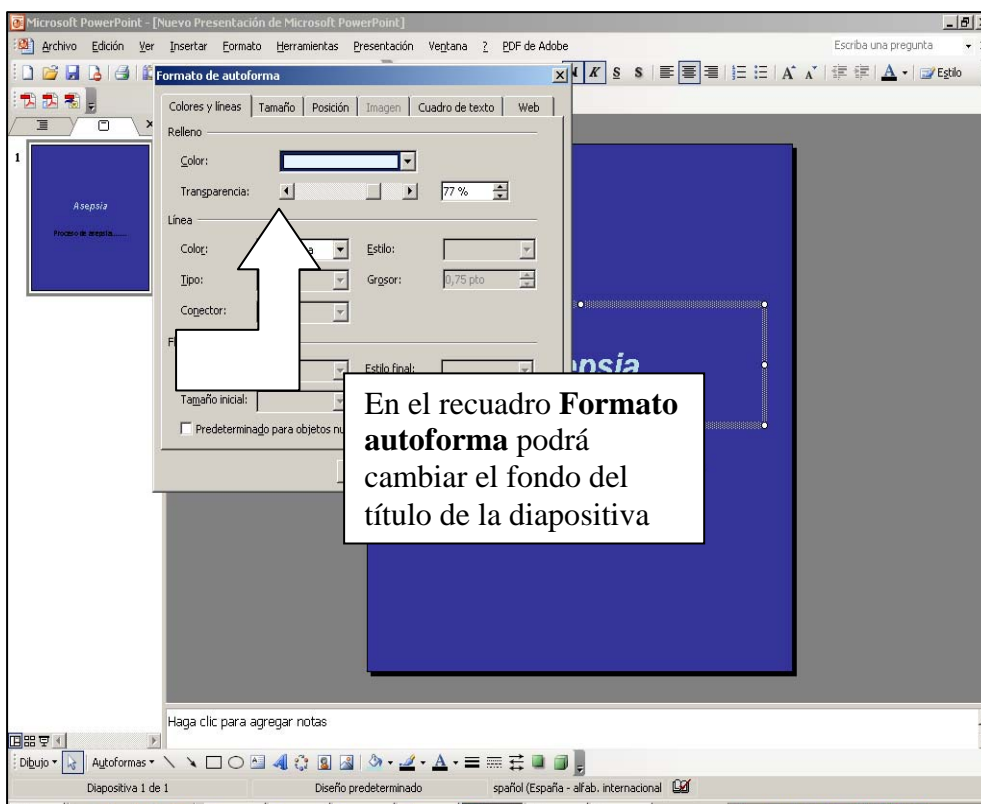 Microsoft PowerPoint - [Nuevo Presentación de Microsoft PowerPoint]
Archivo Edición Ver Insertar Formato Herramientas Presentación Ventana ? PDF de Adobe Escriba una pregunta
Formato de autoforma
K S S A A A Estilo
Colores y líneas Tamaño Posición Imagen Cuadro de texto Web
Relleno
Color:
Transparencia: 77 %
Línea
Color: Estilo:
Tipo: Grosor: 0,75 pto
Conector:
Estilo final:
Tamaño inicial:
Predeterminado para objetos nu
1
Asepsia
Proceso de asepsia
epsia
En el recuadro Formato
autoforma podrá
cambiar el fondo del
título de la diapositiva
Haga clic para agregar notas
Dibujo Autoformas A
Diapositiva 1 de 1 Diseño predeterminado spañol (España - alfab. internacional